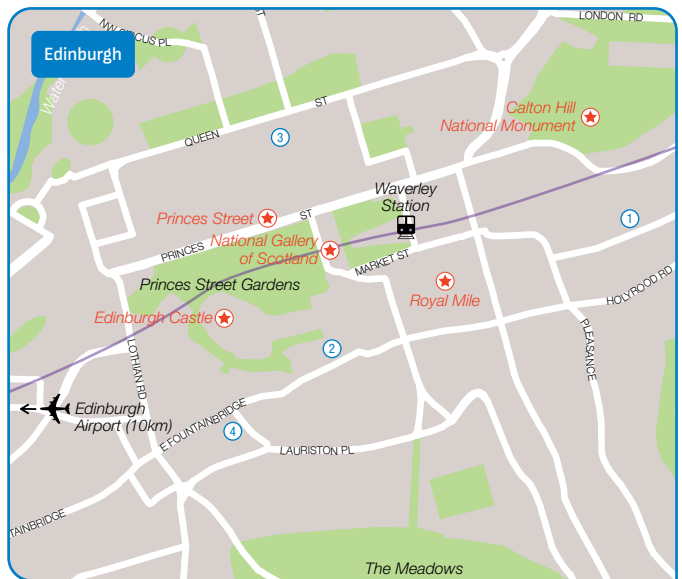 LONDON RD
ST
NW CIRCUS PL
Edinburgh
Water
Calton Hill
National Monument
QUEEN
ST
3
Waverley
Station
Princes Street
ST
1
PRINCES
National Gallery
of Scotland
MARKET ST
Princes Street Gardens
Royal Mile
HOLYROOD RD
Edinburgh Castle
2
PLEASANCE
LOTHIAN RD
Edinburgh
Airport (10km)
E FOUNTAINBRIDGE
4
LAURISTON PL
TAINBRIDGE
The Meadows